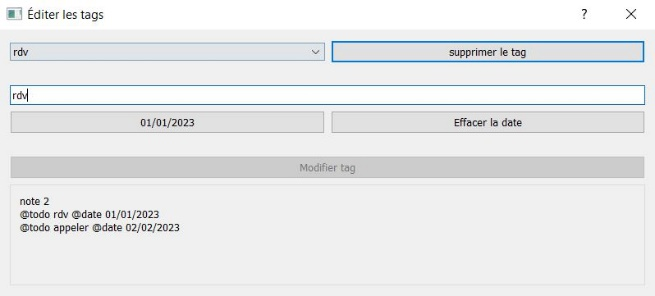 Éditer les tags
?
rdv
supprimer le tag
rdv
01/01/2023
Effacer la date
Modifier tag
note 2
@todo rdv @date 01/01/2023
@todo appeler @date 02/02/2023